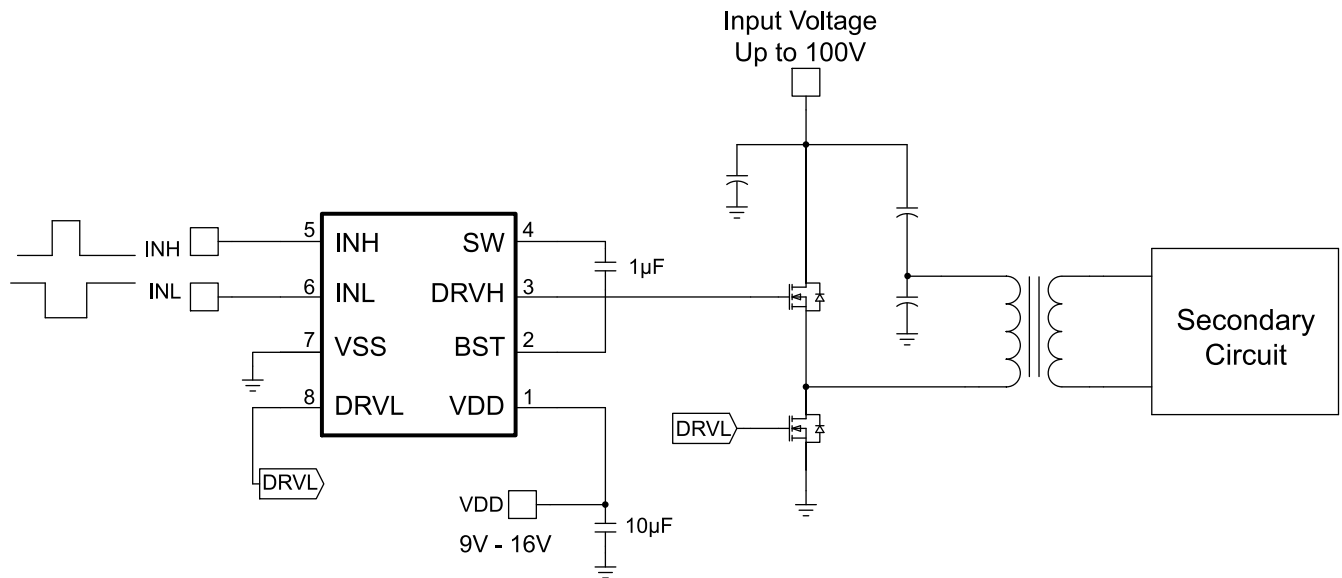 Input Voltage
Up to 100V
INH
5
INH
SW
4
1µF
INL
6
INL
DRVH
3
7
VSS
BST
2
8
DRVL
VDD
1
DRVL
DRVL
VDD
9V - 16V
10µF
Secondary
Circuit